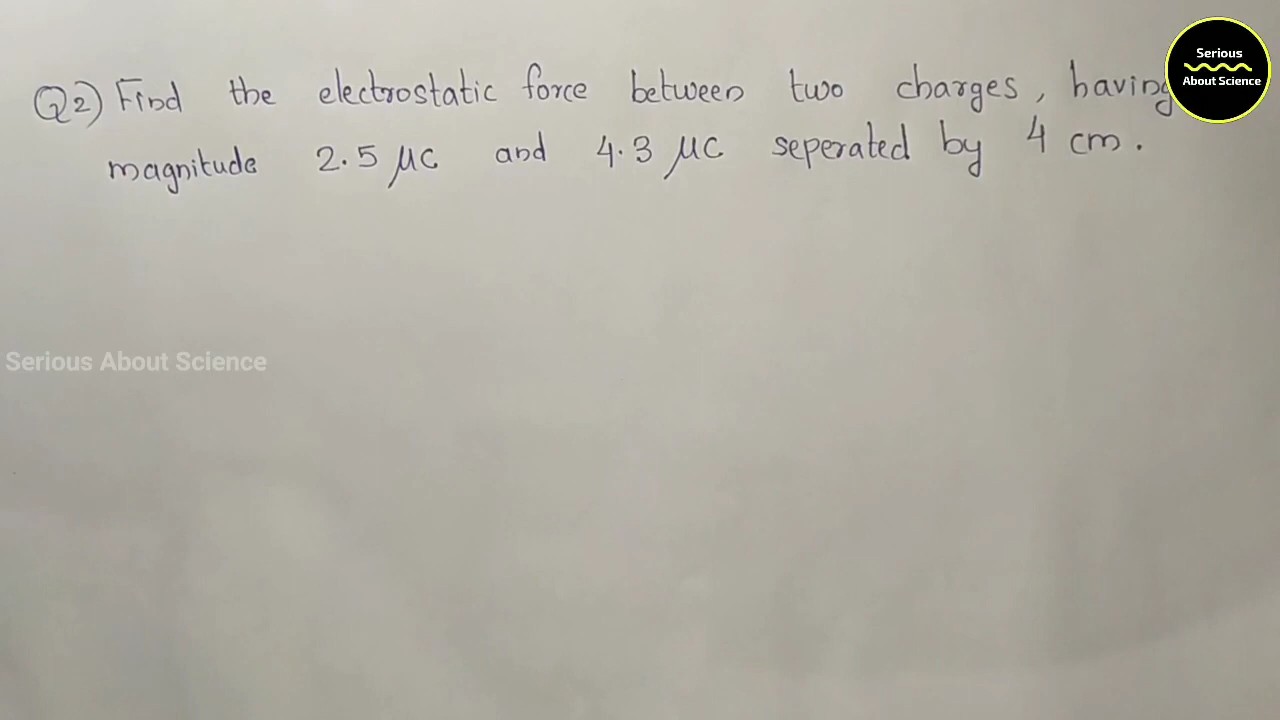 Serious
About Science
Q2) Find the electrostatic force between two charges, having
magnitude 2.5 μC and 4.3 μC seperated by 4 cm.
Serious About Science